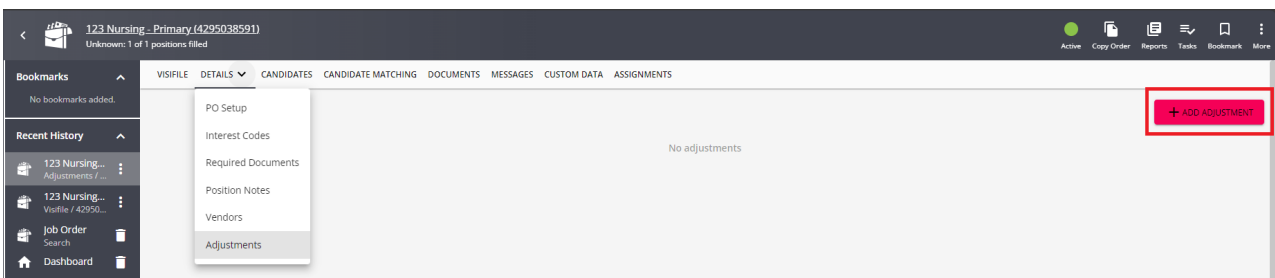 123 Nursing - Primary (4295038591)
Unknown: 1 of 1 positions filled
Active
Copy Order
Reports
Tasks
Bookmark
More
Bookmarks
No bookmarks added.
Recent History
123 Nursing...
Adjustments / ...
123 Nursing...
Visifile / 42950...
Job Order
Search
Dashboard
VISIFILE DETAILS CANDIDATES CANDIDATE MATCHING DOCUMENTS MESSAGES CUSTOM DATA ASSIGNMENTS
PO Setup
Interest Codes
Required Documents
Position Notes
Vendors
Adjustments
+ ADD ADJUSTMENT
No adjustments